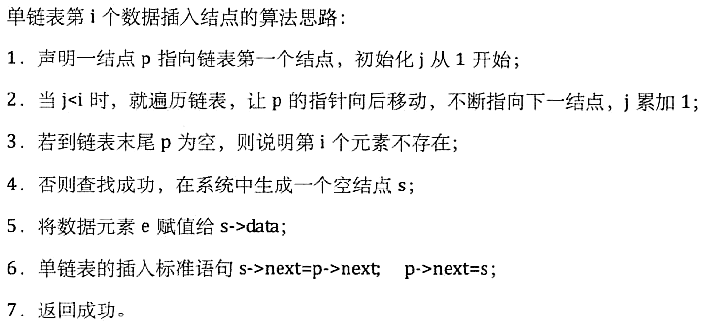 单链表第 i 个数据插入结点的算法思路：
1. 声明一结点 p 指向链表第一个结点，初始化 j 从 1 开始；
2. 当 j<i 时，就遍历链表，让 p 的指针向后移动，不断指向下一结点，j 累加 1；
3. 若到链表末尾 p 为空，则说明第 i 个元素不存在；
4. 否则查找成功，在系统中生成一个空结点 s；
5. 将数据元素 e 赋值给 s->data；
6. 单链表的插入标准语句 s->next=p->next; p->next=s；
7. 返回成功。